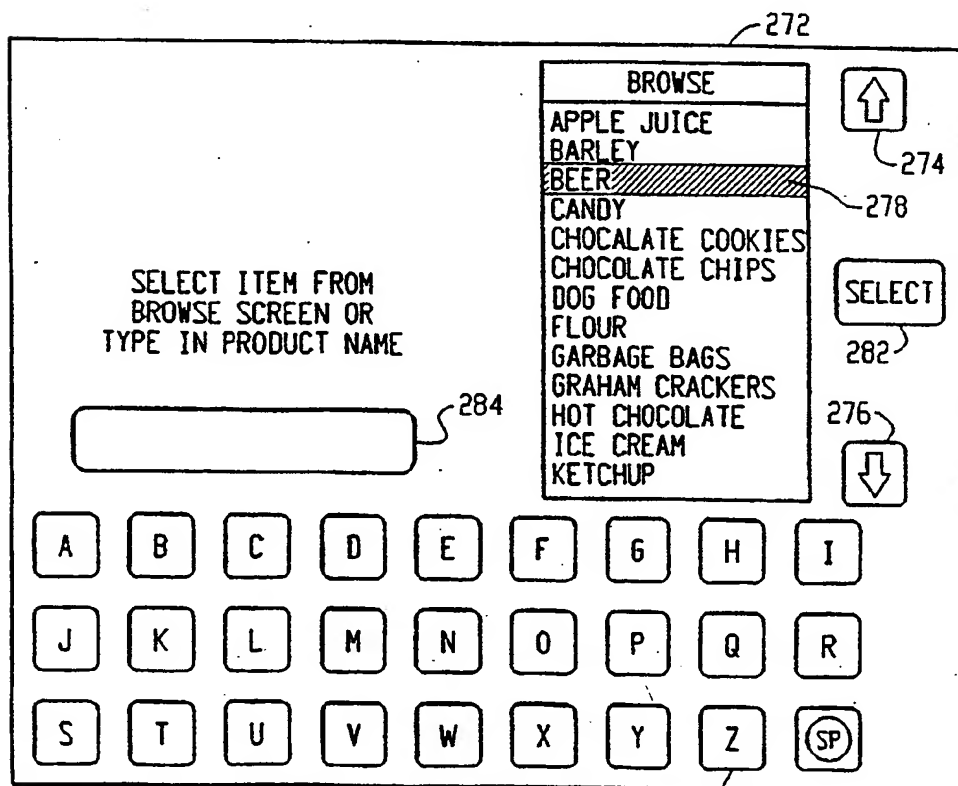 272
BROWSE
APPLE JUICE
BARLEY
BEER
CANDY
CHOCALATE COOKIES
CHOCOLATE CHIPS
DOG FOOD
FLOUR
GARBAGE BAGS
GRAHAM CRACKERS
HOT CHOCOLATE
ICE CREAM
KETCHUP
274
278
SELECT
282
276
SELECT ITEM FROM
BROWSE SCREEN OR
TYPE IN PRODUCT NAME
284
A B C D E F G H I
J K L M N O P Q R
S T U V W X Y Z SP